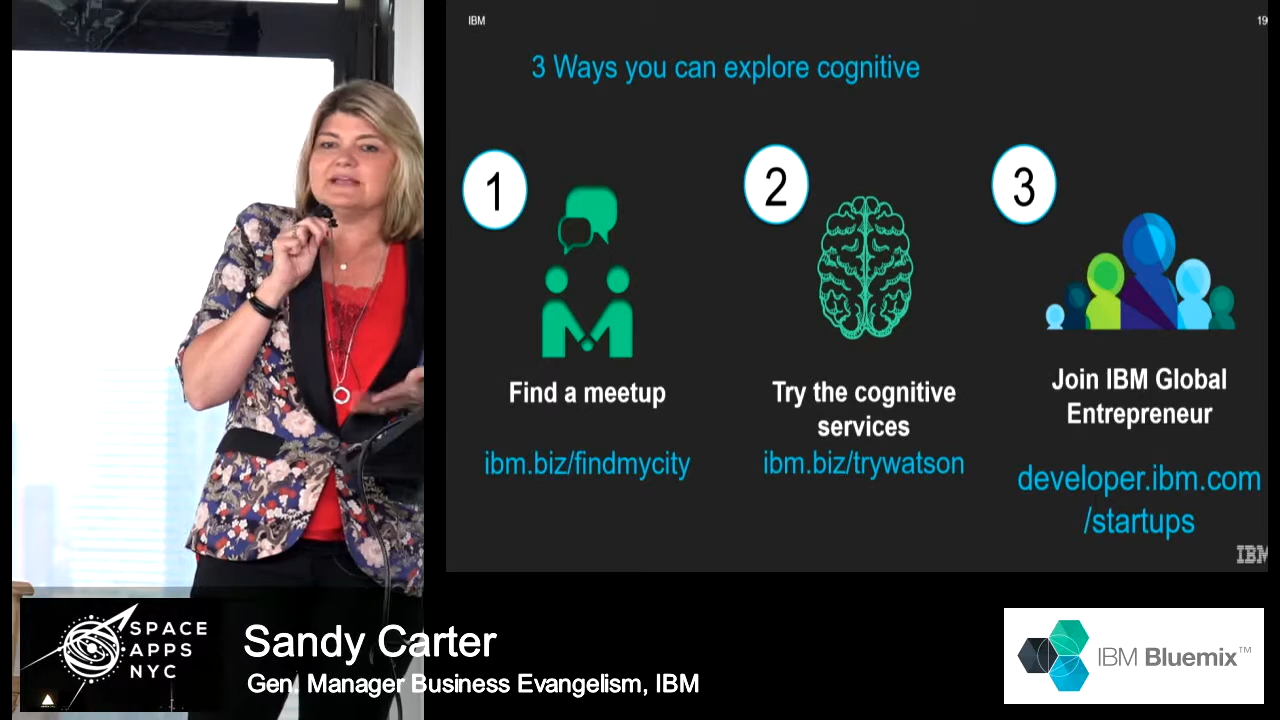 IBM
19
3 Ways you can explore cognitive
1
2
3
Find a meetup
ibm.biz/findmycity
Try the cognitive
services
ibm.biz/trywatson
Join IBM Global
Entrepreneur
developer.ibm.com
/startups
IBM
SPACE
APPS
NYC
Sandy Carter
Gen. Manager Business Evangelism, IBM
IBM Bluemix™